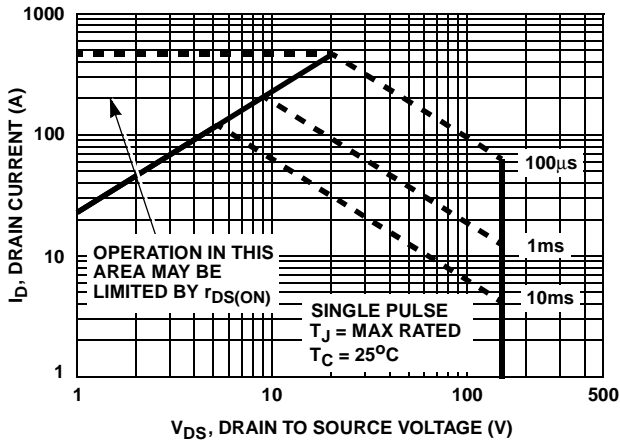 1000
100
10
1
I_D, DRAIN CURRENT (A)
OPERATION IN THIS
AREA MAY BE
LIMITED BY r_DS(ON)
SINGLE PULSE
T_J = MAX RATED
T_C = 25°C
100µs
1ms
10ms
1 10 100 500
V_DS, DRAIN TO SOURCE VOLTAGE (V)